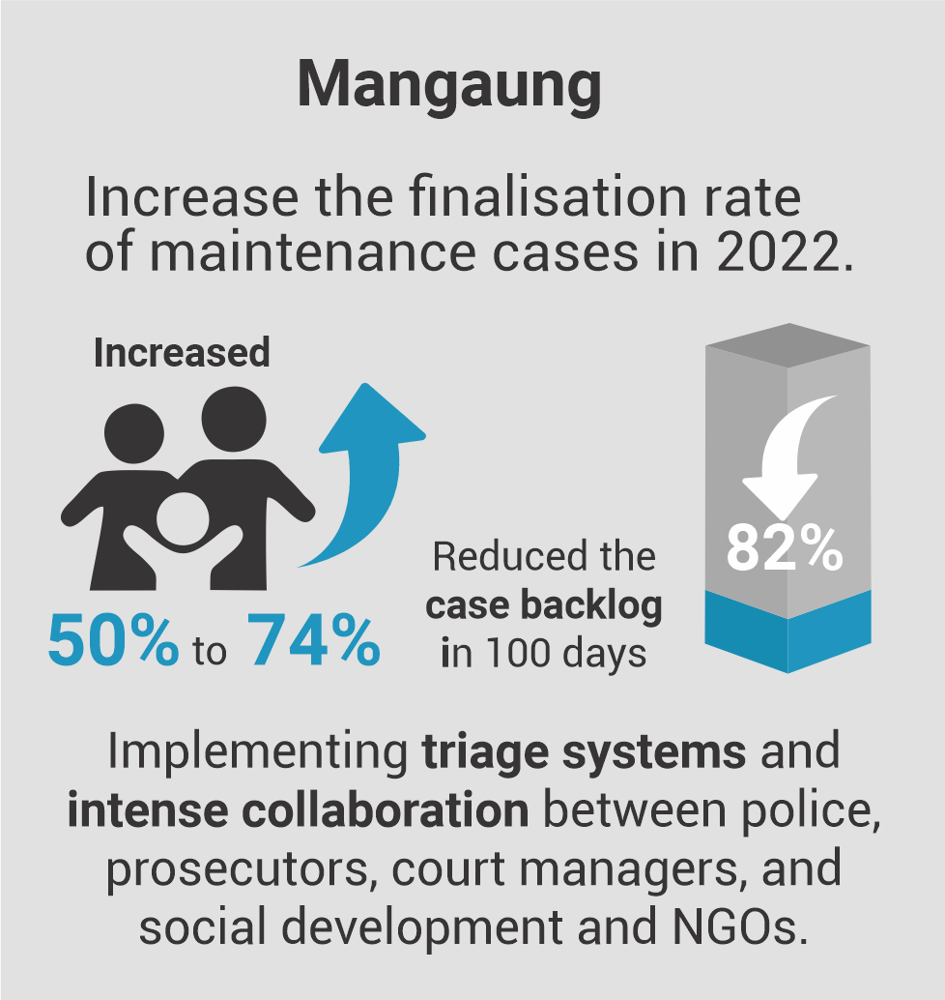 Mangaung
Increase the finalisation rate
of maintenance cases in 2022.
Increased
50% to 74%
Reduced the
case backlog
in 100 days
82%
Implementing triage systems and
intense collaboration between police,
prosecutors, court managers, and
social development and NGOs.